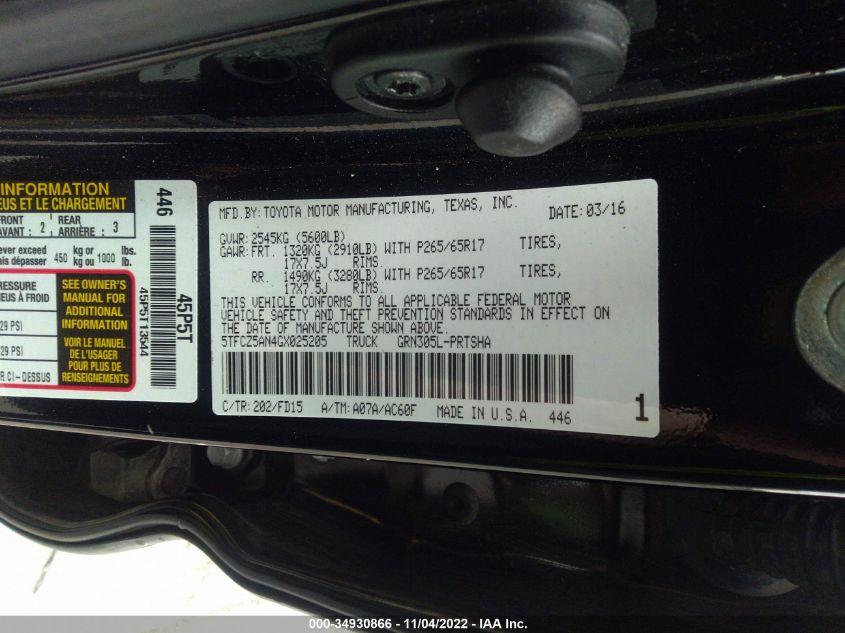 INFORMATION
EUS ET LE CHARGEMENT
FRONT
AVANT : 2
REAR
ARRIÈRE : 3
ever exceed
ais dépasser
450
kg or
kg ou
1000
lbs.
lb.
PRESSURE
NEUS À FROID
29 PSI
29 PSI
R CI-DESSUS
SEE OWNER'S
MANUAL FOR
ADDITIONAL
INFORMATION
VOIR LE MANUEL
DE L'USAGER
POUR PLUS DE
RENSEIGNEMENTS
446
45P5T
45P5T13544
MFD.BY:TOYOTA MOTOR MANUFACTURING, TEXAS, INC. DATE:03/16
GVWR:2545KG (5600LB)
GAWR:FRT. 1320KG (2910LB) WITH P265/65R17 TIRES,
17X7.5J RIMS.
RR. 1490KG (3280LB) WITH P265/65R17 TIRES,
17X7.5J RIMS.
THIS VEHICLE CONFORMS TO ALL APPLICABLE FEDERAL MOTOR
VEHICLE SAFETY AND THEFT PREVENTION STANDARDS IN EFFECT ON
THE DATE OF MANUFACTURE SHOWN ABOVE.
5TFCZ5AN4GX025205 TRUCK GRN305L-PRTSHA
C/TR:202/FD15 A/TM:A07A/AC60F MADE IN U.S.A. 446
1
000-34930866 - 11/04/2022 - IAA Inc.